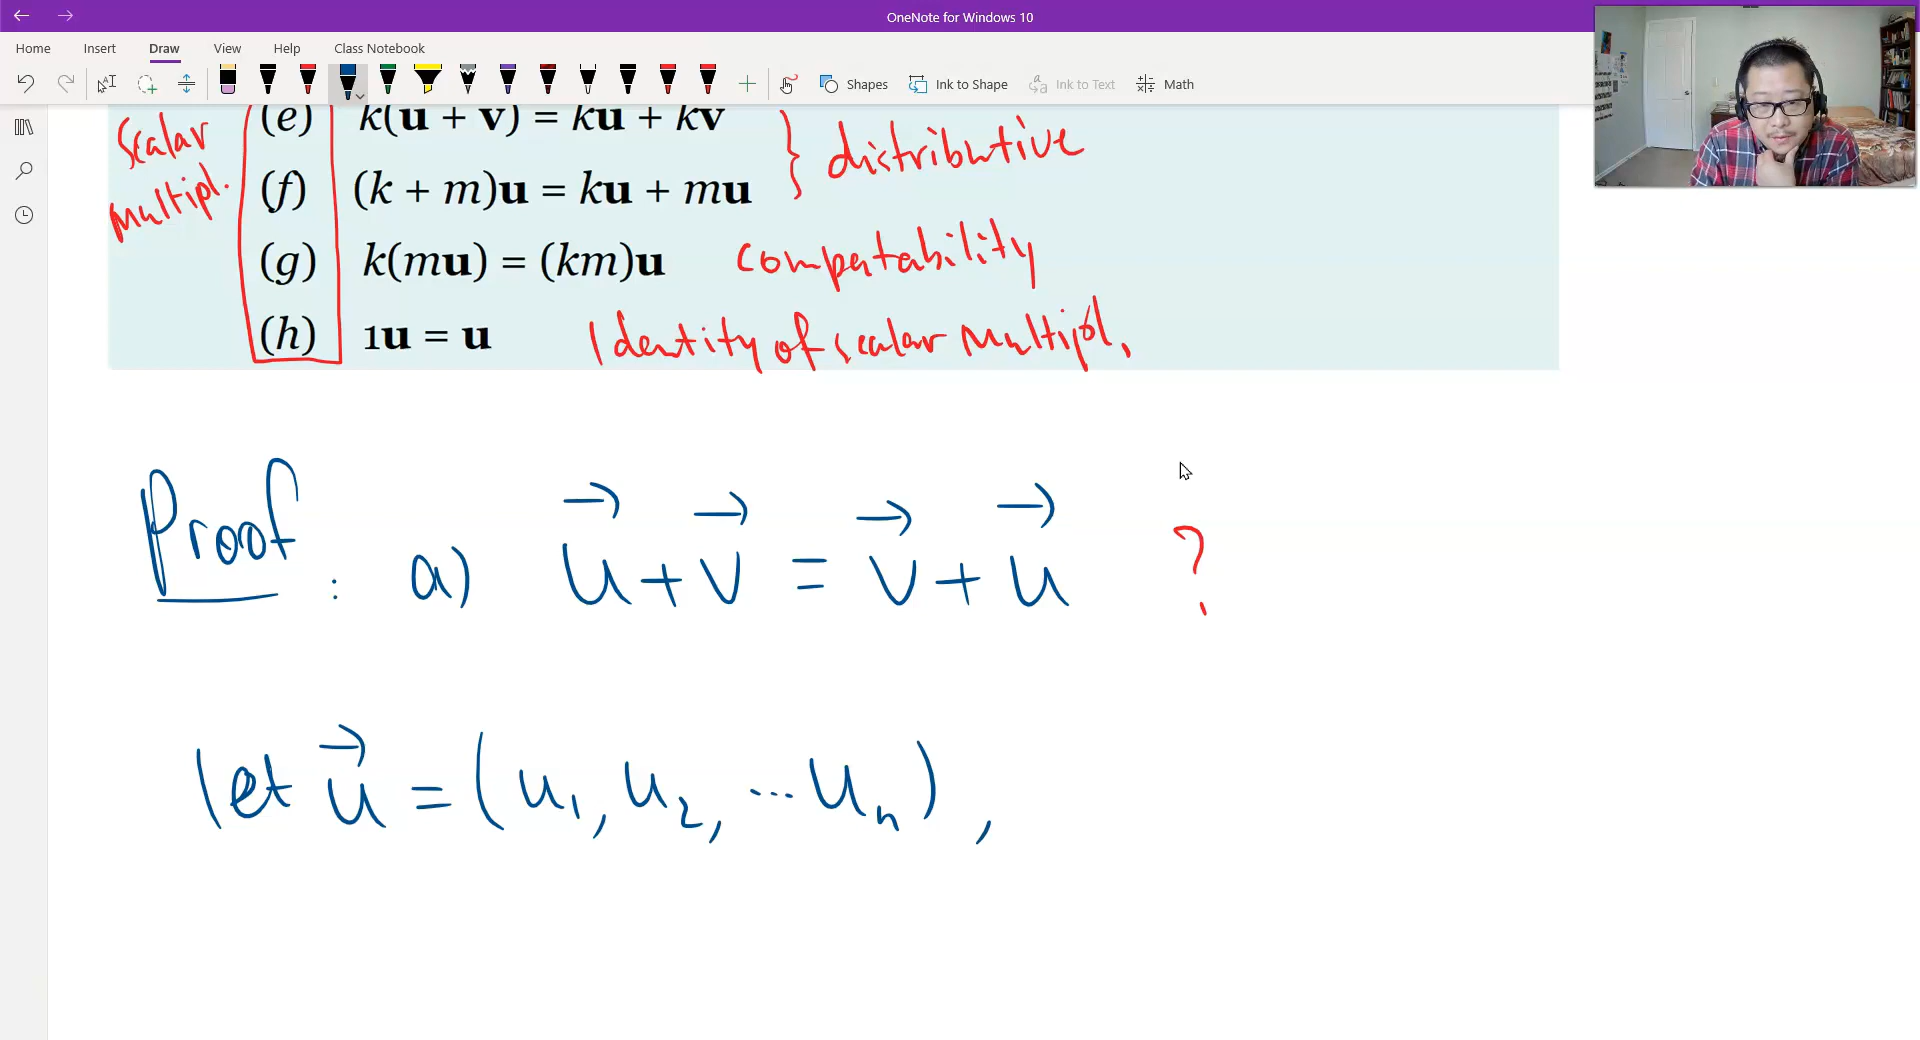 OneNote for Windows 10
Home Insert Draw View Help Class Notebook
Shapes Ink to Shape Ink to Text Math
Scalar multipl.
(e) k(u + v) = ku + kv
(f) (k + m)u = ku + mu
} distributive
(g) k(mu) = (km)u compatability
(h) 1u = u Identity of scalar multipl.
Proof : a) u⃗ + v⃗ = v⃗ + u⃗ ?
let u⃗ = (u₁, u₂, ... uₙ) ,